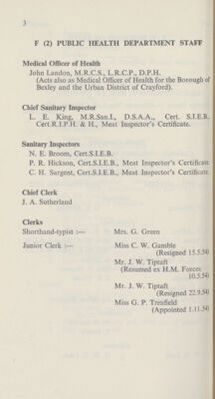 3
F (2) PUBLIC HEALTH DEPARTMENT STAFF
Medical Officer of Health
John Landon, M.R.C.S., L.R.C.P., D.P.H.
(Acts also as Medical Officer of Health for the Borough of
Bexley and the Urban District of Crayford).
Chief Sanitary Inspector
L. E. King, M.R.San.I., D.S.A.A., Cert. S.I.E.B.
Cert.R.I.P.H. & H., Meat Inspector's Certificate.
Sanitary Inspectors
N. E. Broom, Cert.S.I.E.B.
P. R. Hickson, Cert.S.I.E.B., Meat Inspector's Certificate
C. H. Sargent, Cert.S.I.E.B., Meat Inspector's Certificate
Chief Clerk
J. A. Sutherland
Clerks
Shorthand-typist :— Mrs. G. Green
Junior Clerk :— Miss C. W. Gamble
(Resigned 15.5.54)
Mr. J. W. Tiptaft
(Resumed ex H.M. Forces
10.5.54)
Mr. J. W. Tiptaft
(Resigned 22.9.54)
Miss G. P. Trenfield
(Appointed 1.11.54)